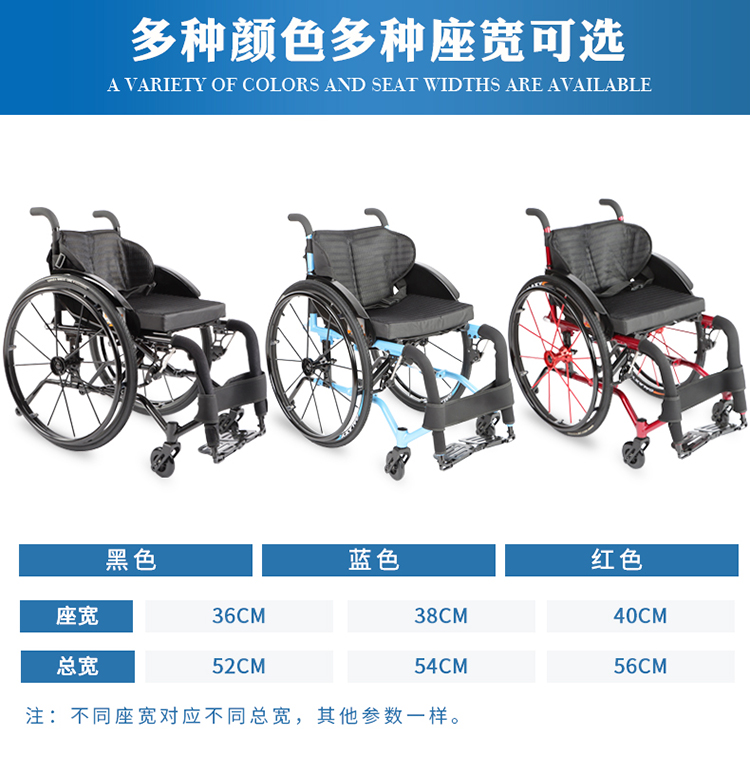 多种颜色多种座宽可选
A VARIETY OF COLORS AND SEAT WIDTHS ARE AVAILABLE
黑色 蓝色 红色
座宽 36CM 38CM 40CM
总宽 52CM 54CM 56CM
注：不同座宽对应不同总宽，其他参数一样。